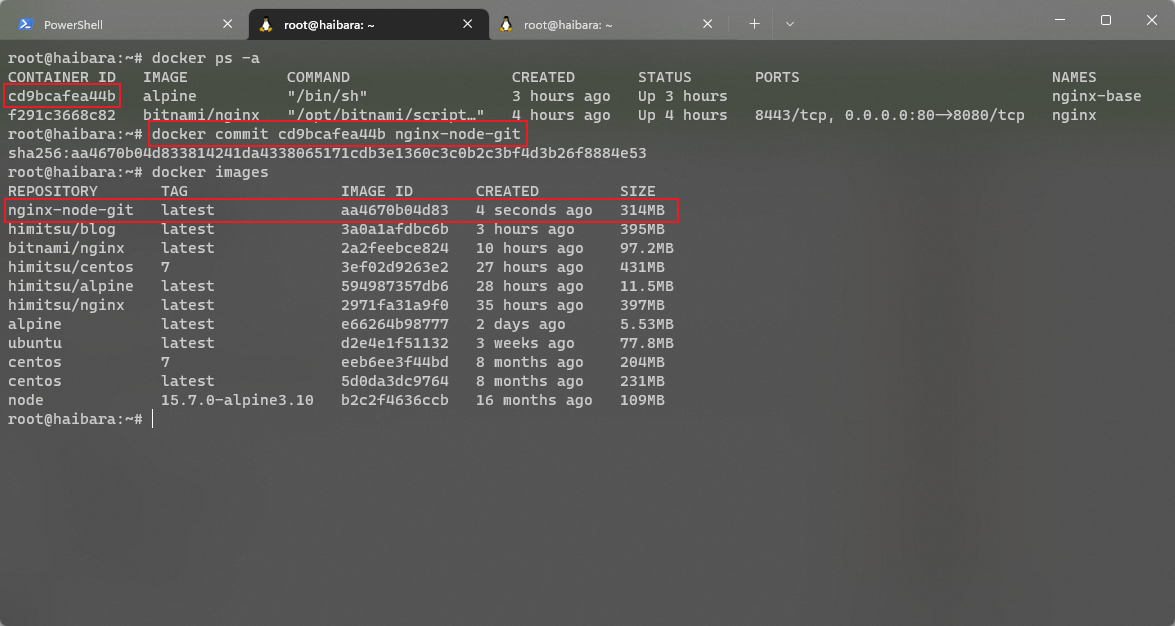 PowerShell root@haibara: ~ root@haibara: ~
root@haibara:~# docker ps -a
CONTAINER ID IMAGE COMMAND CREATED STATUS PORTS NAMES
cd9bcafea44b alpine "/bin/sh" 3 hours ago Up 3 hours nginx-base
f291c3668c82 bitnami/nginx "/opt/bitnami/script…" 4 hours ago Up 4 hours 8443/tcp, 0.0.0.0:80->8080/tcp nginx
root@haibara:~# docker commit cd9bcafea44b nginx-node-git
sha256:aa4670b04d833814241da4338065171cdb3e1360c3c0b2c3bf4d3b26f8884e53
root@haibara:~# docker images
REPOSITORY TAG IMAGE ID CREATED SIZE
nginx-node-git latest aa4670b04d83 4 seconds ago 314MB
himitsu/blog latest 3a0a1afdbc6b 3 hours ago 395MB
bitnami/nginx latest 2a2feebce824 10 hours ago 97.2MB
himitsu/centos 7 3ef02d9263e2 27 hours ago 431MB
himitsu/alpine latest 594987357db6 28 hours ago 11.5MB
himitsu/nginx latest 2971fa31a9f0 35 hours ago 397MB
alpine latest e66264b98777 2 days ago 5.53MB
ubuntu latest d2e4e1f51132 3 weeks ago 77.8MB
centos 7 eeb6ee3f44bd 8 months ago 204MB
centos latest 5d0da3dc9764 8 months ago 231MB
node 15.7.0-alpine3.10 b2c2f4636ccb 16 months ago 109MB
root@haibara:~#